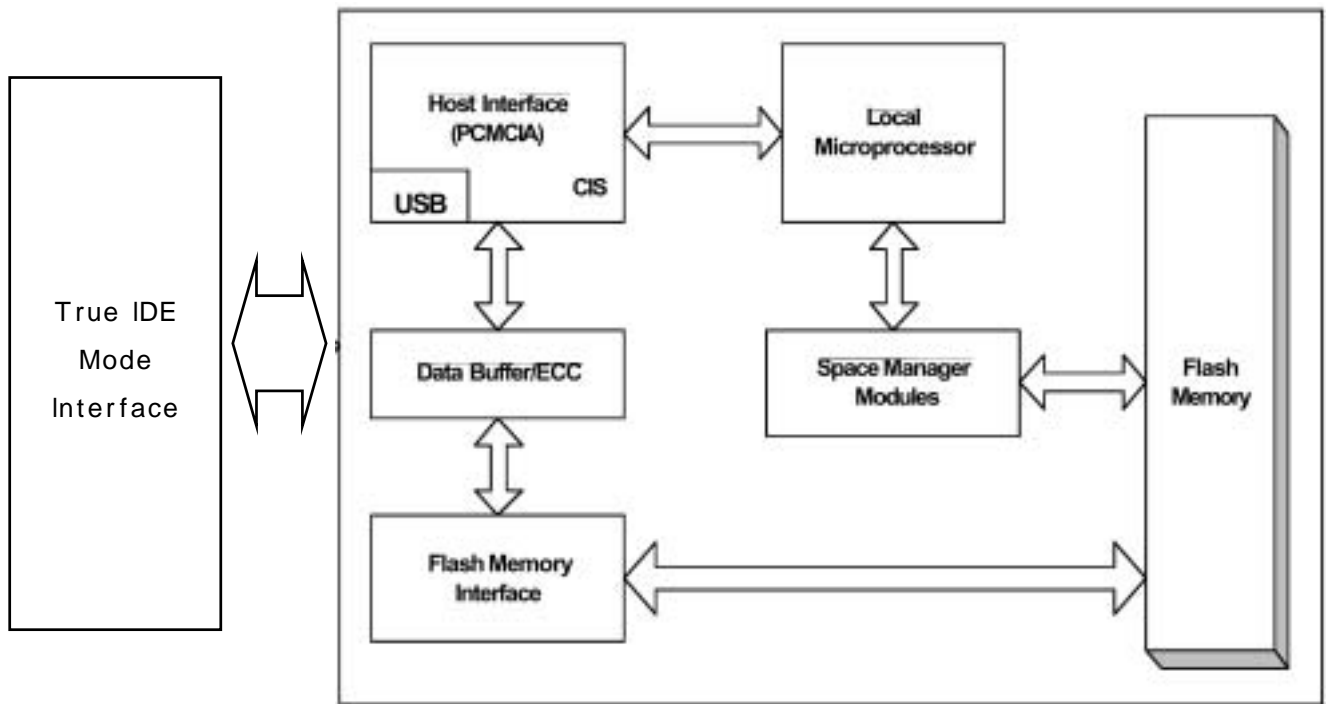 True IDE
Mode
Interface
Host Interface
(PCMCIA)
CIS
USB
Local
Microprocessor
Data Buffer/ECC
Space Manager
Modules
Flash
Memory
Flash Memory
Interface